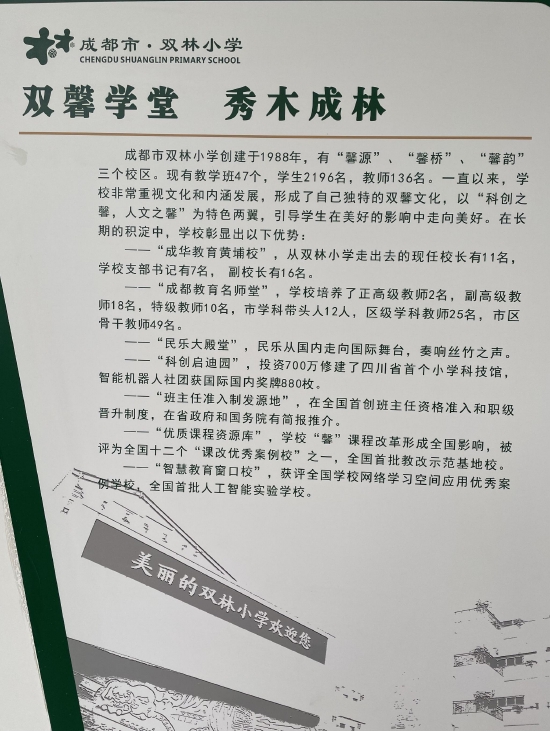 成都市·双林小学
CHENGDU SHUANGLIN PRIMARY SCHOOL
双馨学堂 秀木成林
成都市双林小学创建于1988年，有“馨源”、“馨桥”、“馨韵”
三个校区。现有教学班47个，学生2196名，教师136名。一直以来，学
校非常重视文化和内涵发展，形成了自己独特的双馨文化，以“科创之
馨，人文之馨”为特色两翼，引导学生在美好的影响中走向美好。在长
期的积淀中，学校彰显出以下优势：
——“成华教育黄埔校”，从双林小学走出去的现任校长有11名，
学校支部书记有7名， 副校长有16名。
——“成都教育名师堂”，学校培养了正高级教师2名，副高级教
师18名，特级教师10名，市学科带头人12人，区级学科教师25名，市区
骨干教师49名。
——“民乐大殿堂”，民乐从国内走向国际舞台，奏响丝竹之声。
——“科创启迪园”，投资700万修建了四川省首个小学科技馆，
智能机器人社团获国际国内奖牌880枚。
——“班主任准入制发源地”，在全国首创班主任资格准入和职级
晋升制度，在省政府和国务院有简报推介。
——“优质课程资源库”，学校“馨”课程改革形成全国影响，被
评为全国十二个“课改优秀案例校”之一，全国首批教改示范基地校。
——“智慧教育窗口校”，获评全国学校网络学习空间应用优秀案
例学校，全国首批人工智能实验学校。
美丽的双林小学欢迎您